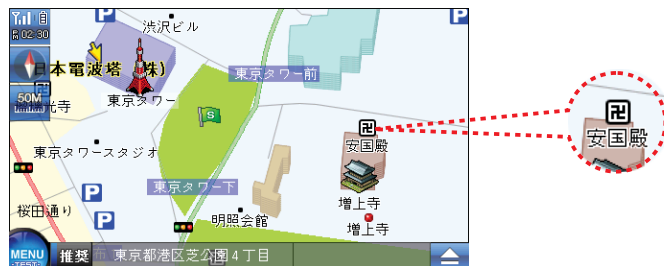 渋沢ビル
P
P
02:30
東京タワー前
日本電波塔(株)
50M
光寺
東京タワー
S
卍
安国殿
卍
安国殿
東京タワースタジオ
P
東京タワー下
増上寺
桜田通り
P
明照会館
増上寺
MENU
推奨
東京都港区芝公園4丁目